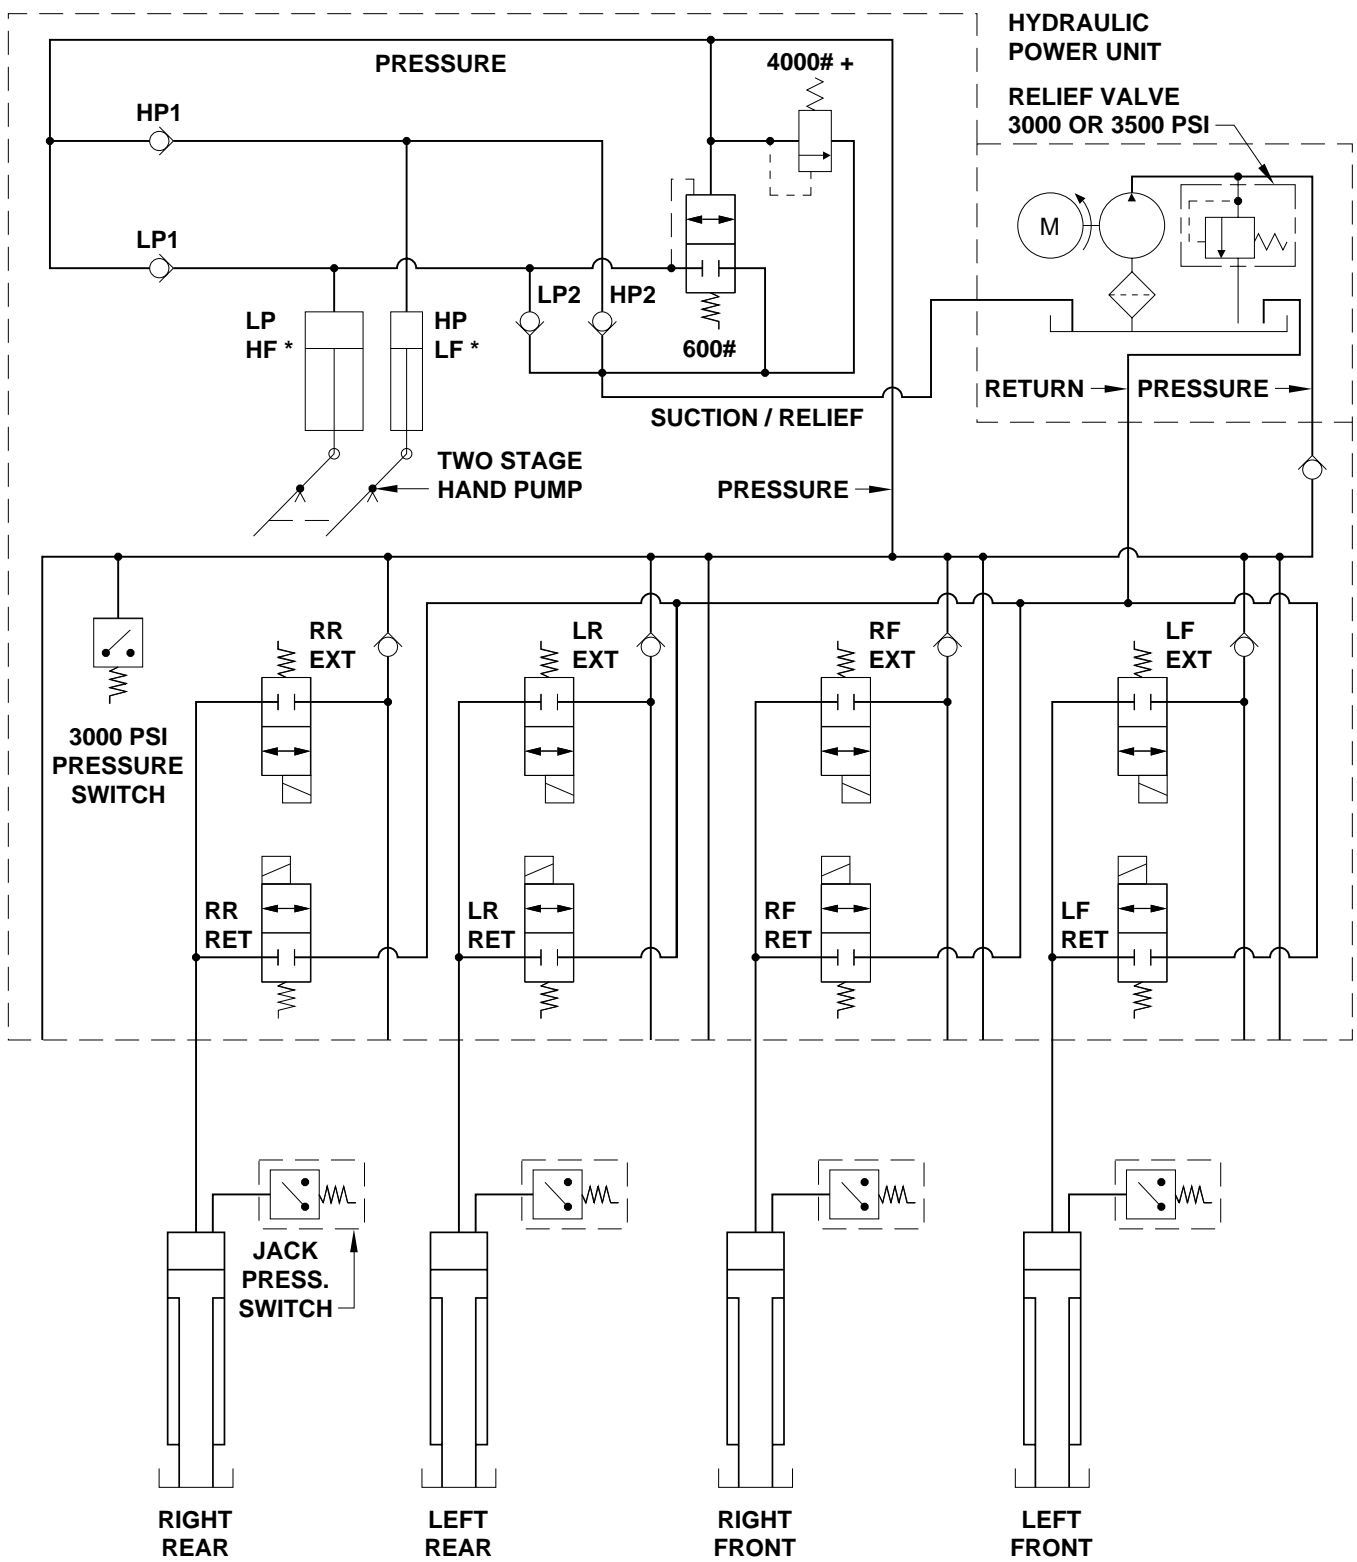 HYDRAULIC
POWER UNIT
PRESSURE
4000# +
RELIEF VALVE
3000 OR 3500 PSI
HP1
M
LP1
LP2
HP2
LP
HF *
HP
LF *
600#
RETURN
PRESSURE
SUCTION / RELIEF
TWO STAGE
HAND PUMP
PRESSURE
RR
EXT
LR
EXT
RF
EXT
LF
EXT
3000 PSI
PRESSURE
SWITCH
RR
RET
LR
RET
RF
RET
LF
RET
JACK
PRESS.
SWITCH
RIGHT
REAR
LEFT
REAR
RIGHT
FRONT
LEFT
FRONT